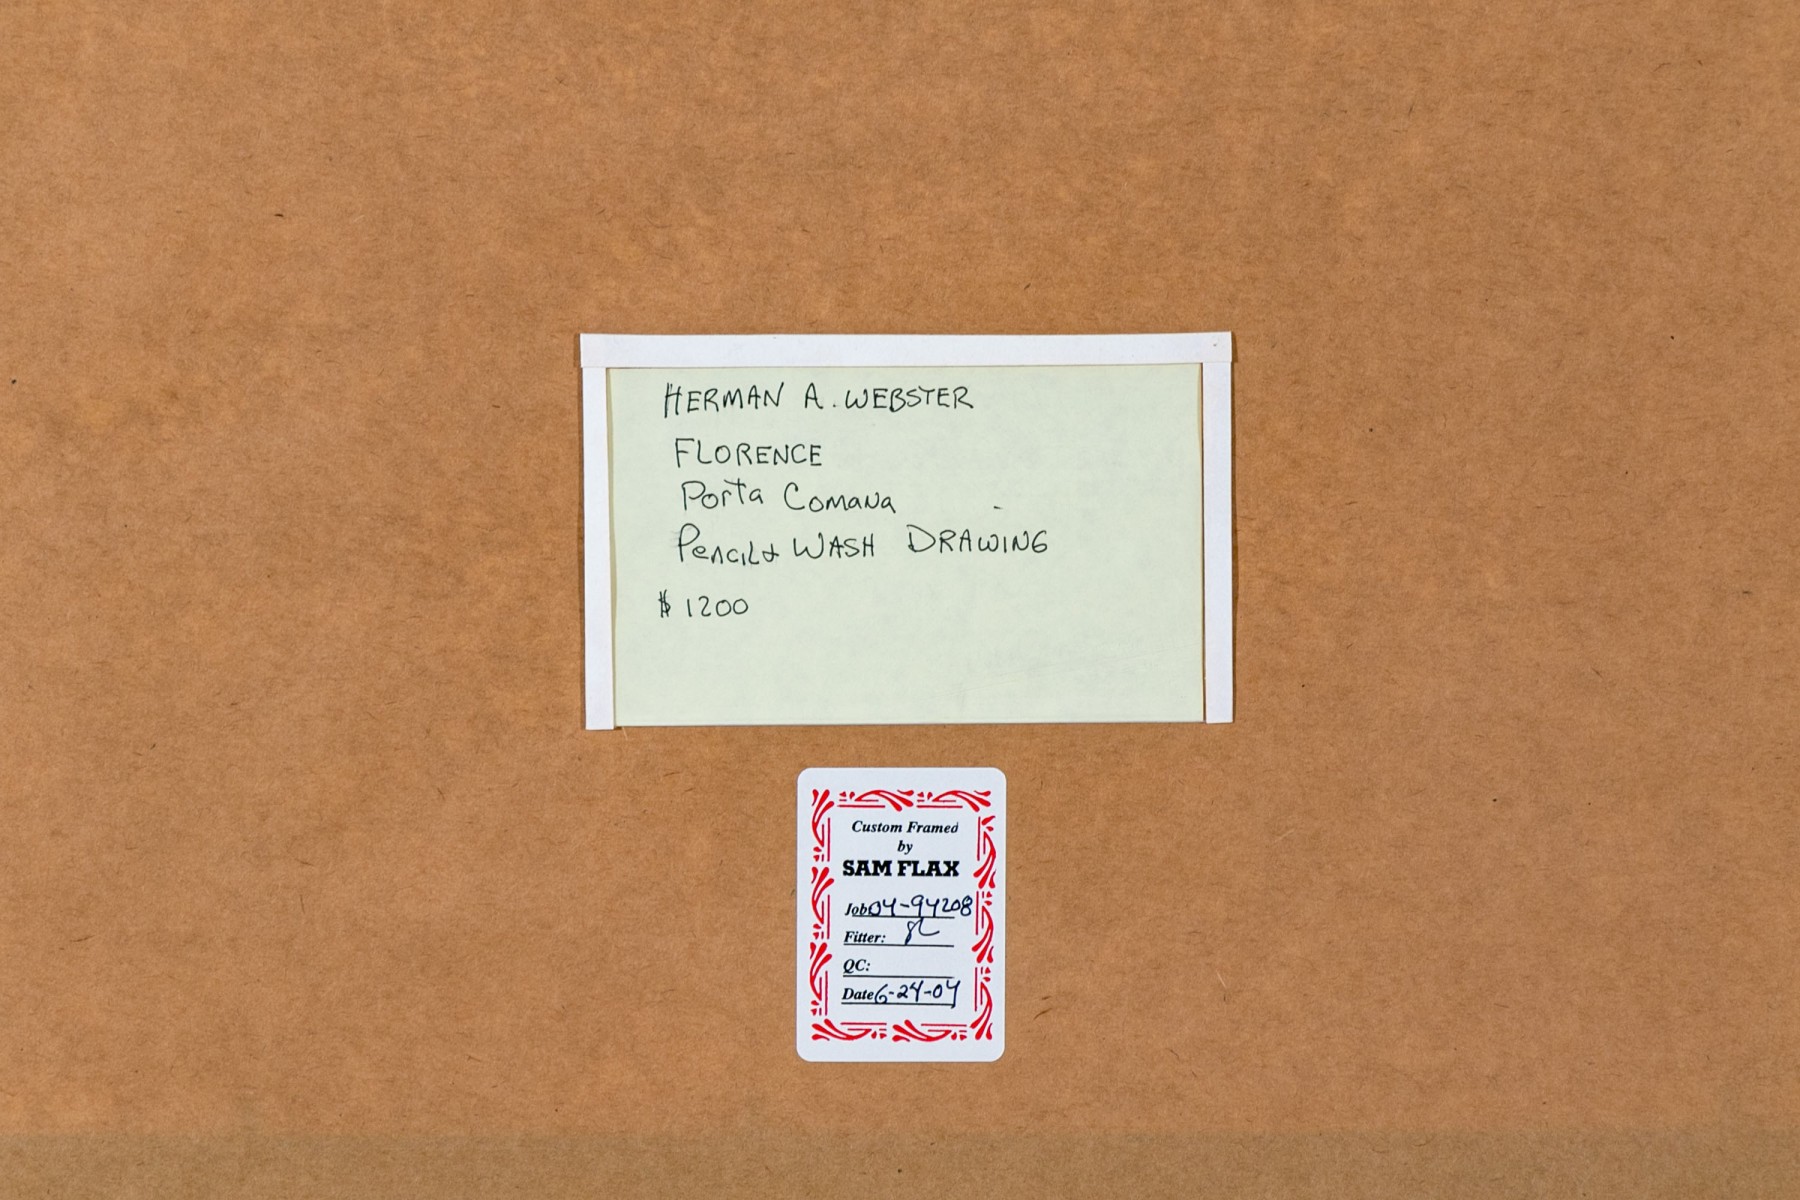 HERMAN A. WEBSTER
FLORENCE
Porta Comana
Pencil & WASH DRAWING
$ 1200
Custom Framed
by
SAM FLAX
Job 04-94208
Fitter:
QC:
Date 6-24-04